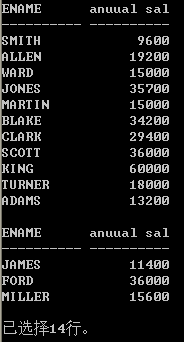 ENAME anuual sal
---------- ----------
SMITH 9600
ALLEN 19200
WARD 15000
JONES 35700
MARTIN 15000
BLAKE 34200
CLARK 29400
SCOTT 36000
KING 60000
TURNER 18000
ADAMS 13200
ENAME anuual sal
---------- ----------
JAMES 11400
FORD 36000
MILLER 15600
已选择14行。